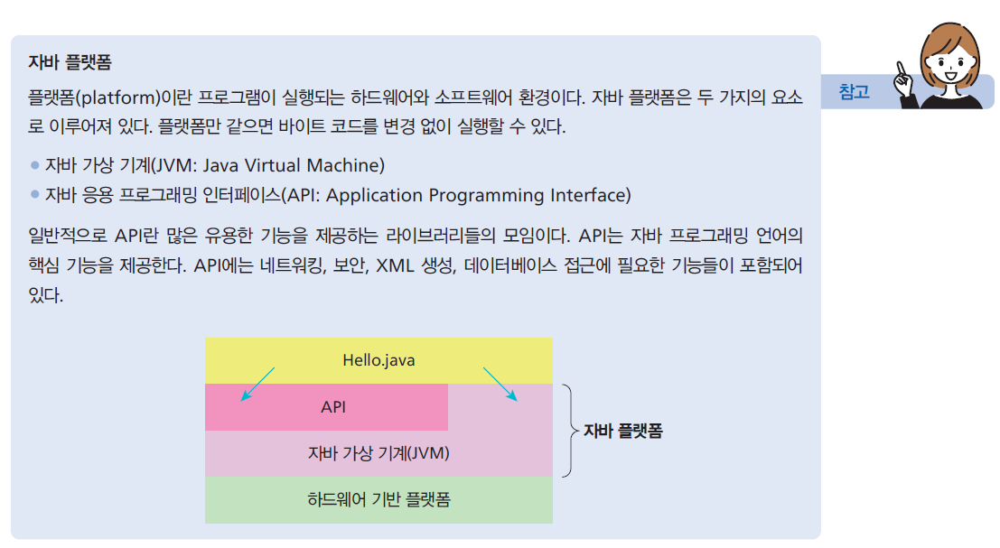 자바 플랫폼
참고
플랫폼(platform)이란 프로그램이 실행되는 하드웨어와 소프트웨어 환경이다. 자바 플랫폼은 두 가지의 요소
로 이루어져 있다. 플랫폼만 같으면 바이트 코드를 변경 없이 실행할 수 있다.
● 자바 가상 기계(JVM: Java Virtual Machine)
● 자바 응용 프로그래밍 인터페이스(API: Application Programming Interface)
일반적으로 API란 많은 유용한 기능을 제공하는 라이브러리들의 모임이다. API는 자바 프로그래밍 언어의
핵심 기능을 제공한다. API에는 네트워킹, 보안, XML 생성, 데이터베이스 접근에 필요한 기능들이 포함되어
있다.
Hello.java
API
자바 가상 기계(JVM)
자바 플랫폼
하드웨어 기반 플랫폼